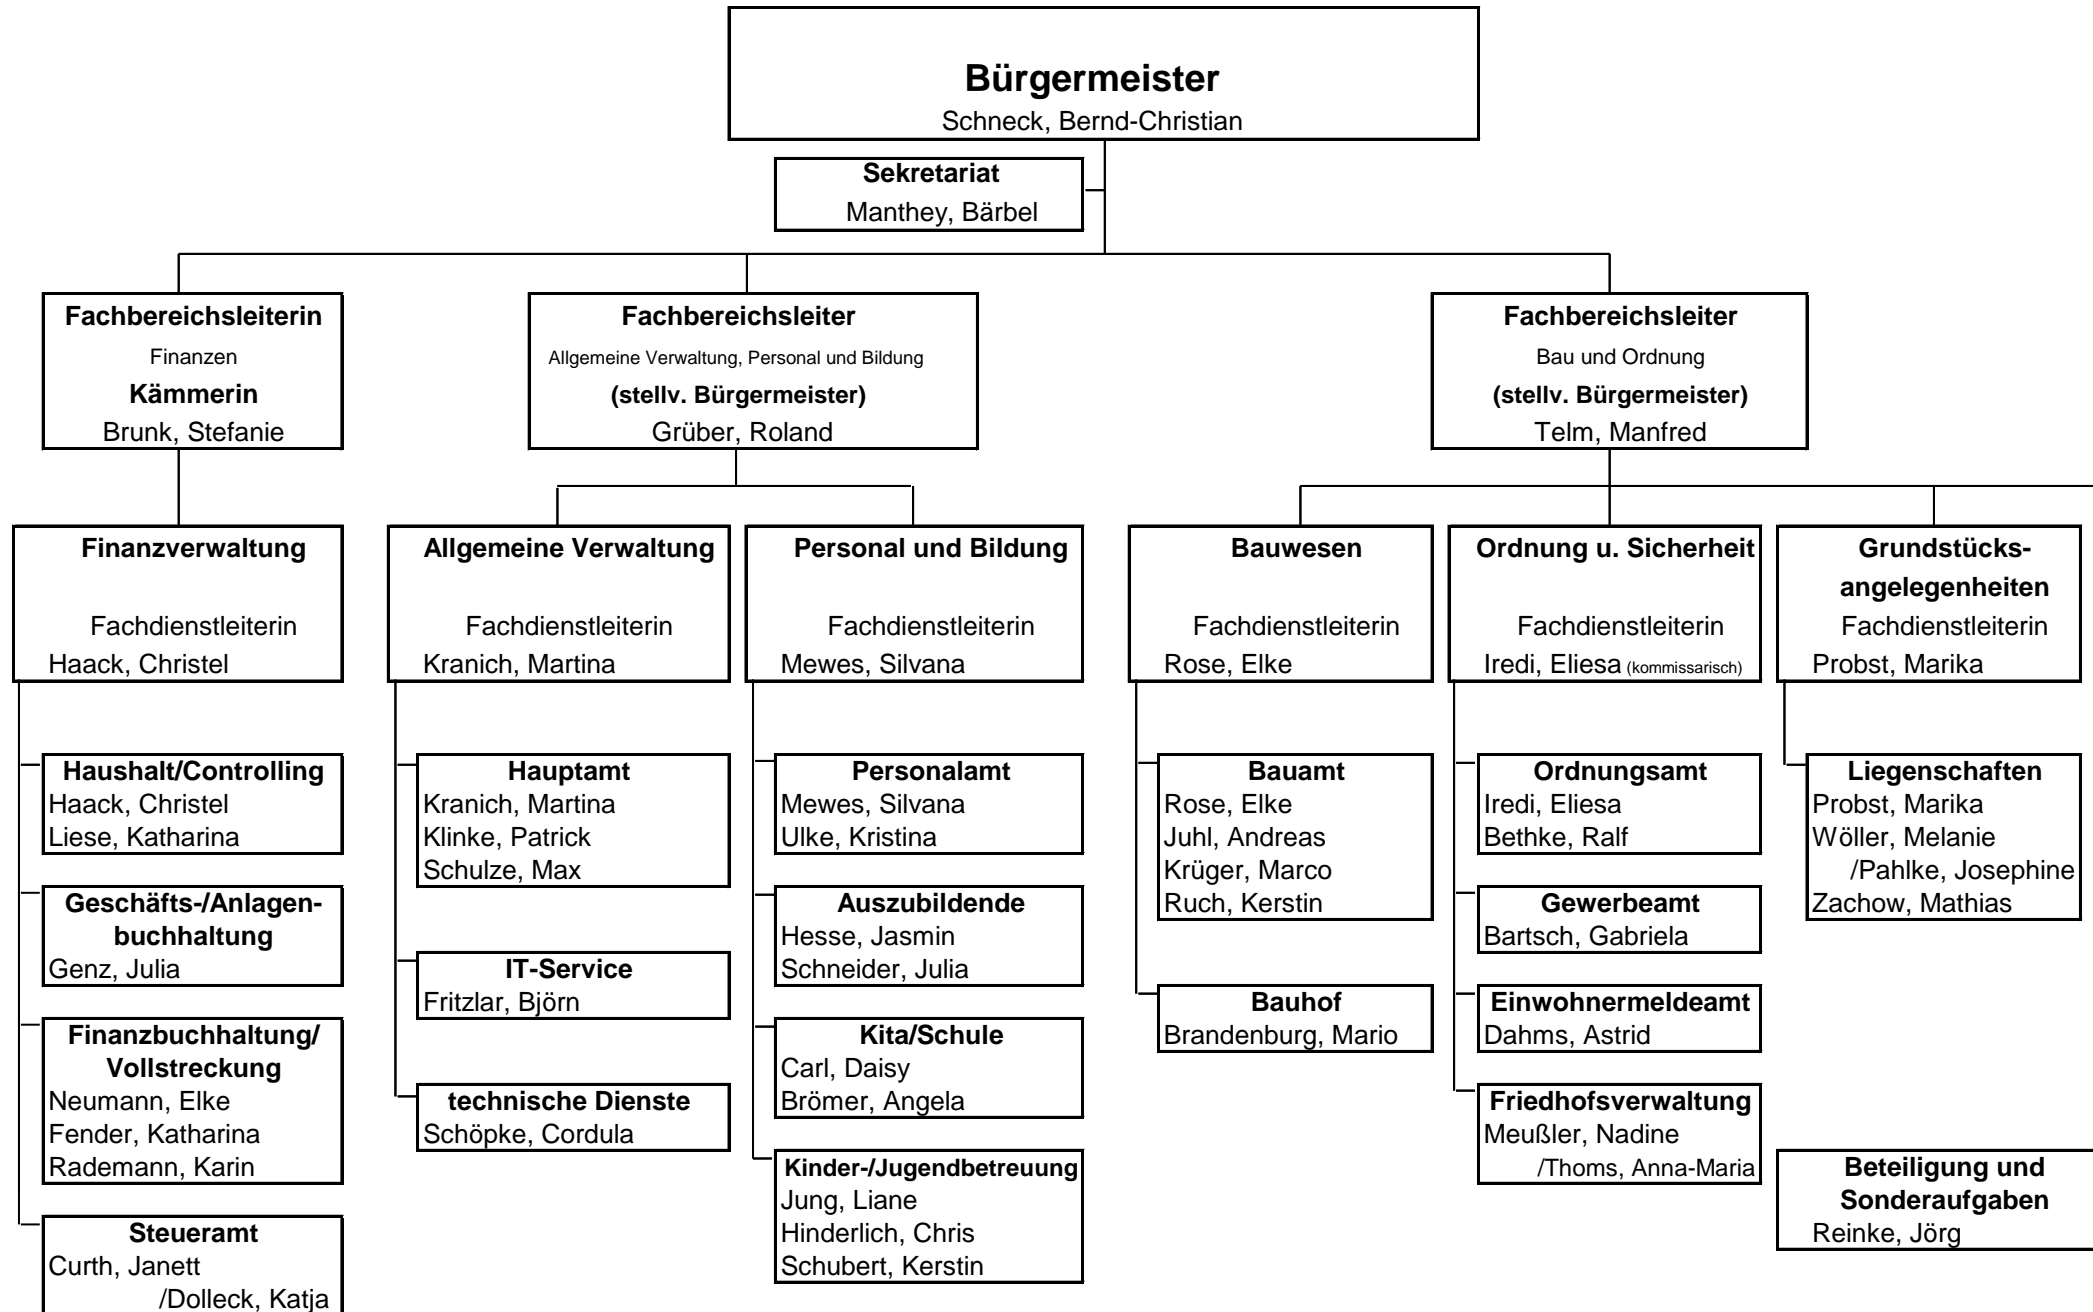 Bürgermeister
Schneck, Bernd-Christian
Sekretariat
Manthey, Bärbel
Fachbereichsleiterin
Finanzen
Kämmerin
Brunk, Stefanie
Fachbereichsleiter
Allgemeine Verwaltung, Personal und Bildung
(stellv. Bürgermeister)
Grüber, Roland
Fachbereichsleiter
Bau und Ordnung
(stellv. Bürgermeister)
Telm, Manfred
Finanzverwaltung
Fachdienstleiterin
Haack, Christel
Allgemeine Verwaltung
Fachdienstleiterin
Kranich, Martina
Personal und Bildung
Fachdienstleiterin
Mewes, Silvana
Bauwesen
Fachdienstleiterin
Rose, Elke
Ordnung u. Sicherheit
Fachdienstleiterin
Iredi, Eliesa (kommissarisch)
Grundstücks-
angelegenheiten
Fachdienstleiterin
Probst, Marika
Haushalt/Controlling
Haack, Christel
Liese, Katharina
Geschäfts-/Anlagen-
buchhaltung
Genz, Julia
Finanzbuchhaltung/
Vollstreckung
Neumann, Elke
Fender, Katharina
Rademann, Karin
Steueramt
Curth, Janett
/Dolleck, Katja
Hauptamt
Kranich, Martina
Klinke, Patrick
Schulze, Max
IT-Service
Fritzlar, Björn
technische Dienste
Schöpke, Cordula
Personalamt
Mewes, Silvana
Ulke, Kristina
Auszubildende
Hesse, Jasmin
Schneider, Julia
Kita/Schule
Carl, Daisy
Brömer, Angela
Kinder-/Jugendbetreuung
Jung, Liane
Hinderlich, Chris
Schubert, Kerstin
Bauamt
Rose, Elke
Juhl, Andreas
Krüger, Marco
Ruch, Kerstin
Bauhof
Brandenburg, Mario
Ordnungsamt
Iredi, Eliesa
Bethke, Ralf
Gewerbeamt
Bartsch, Gabriela
Einwohnermeldeamt
Dahms, Astrid
Friedhofsverwaltung
Meußler, Nadine
/Thoms, Anna-Maria
Liegenschaften
Probst, Marika
Wöller, Melanie
/Pahlke, Josephine
Zachow, Mathias
Beteiligung und
Sonderaufgaben
Reinke, Jörg